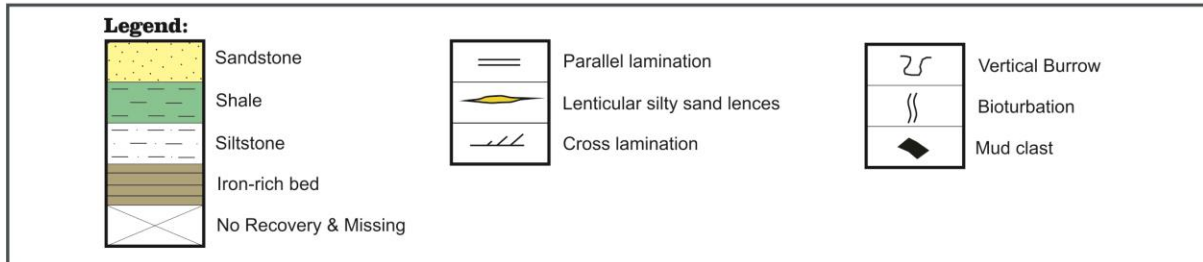 Legend:
Sandstone
Shale
Siltstone
Iron-rich bed
No Recovery & Missing
Parallel lamination
Lenticular silty sand lences
Cross lamination
Vertical Burrow
Bioturbation
Mud clast